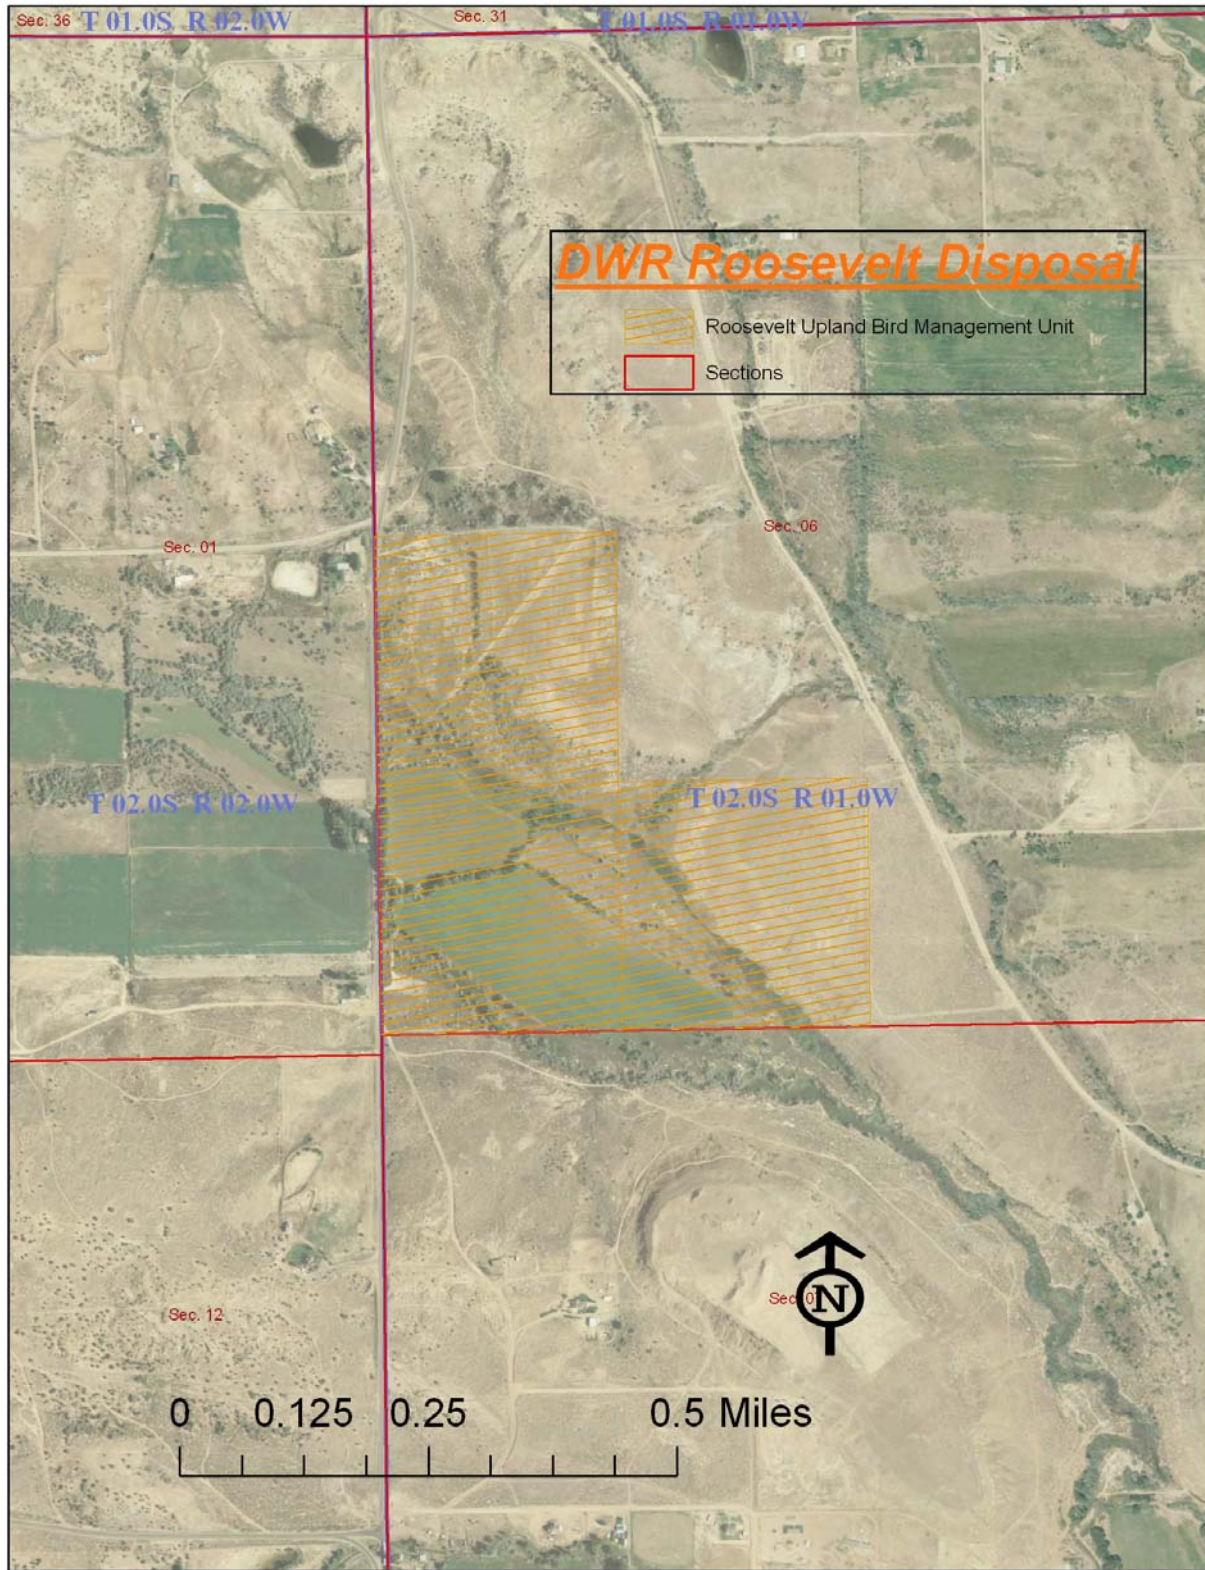 Sec. 36
T 01.0S R 02.0W
Sec. 31
T 01.0S R 01.0W
DWR Roosevelt Disposal
Roosevelt Upland Bird Management Unit
Sections
Sec. 06
Sec. 01
T 02.0S R 02.0W
T 02.0S R 01.0W
Sec. 12
Sec.
N
0 0.125 0.25 0.5 Miles